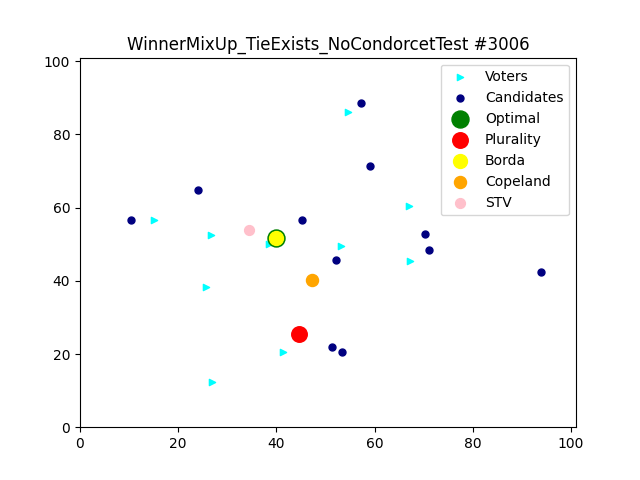 WinnerMixUp_TieExists_NoCondorcetTest #3006
100
80
60
40
20
0
0 20 40 60 80 100
Voters
Candidates
Optimal
Plurality
Borda
Copeland
STV